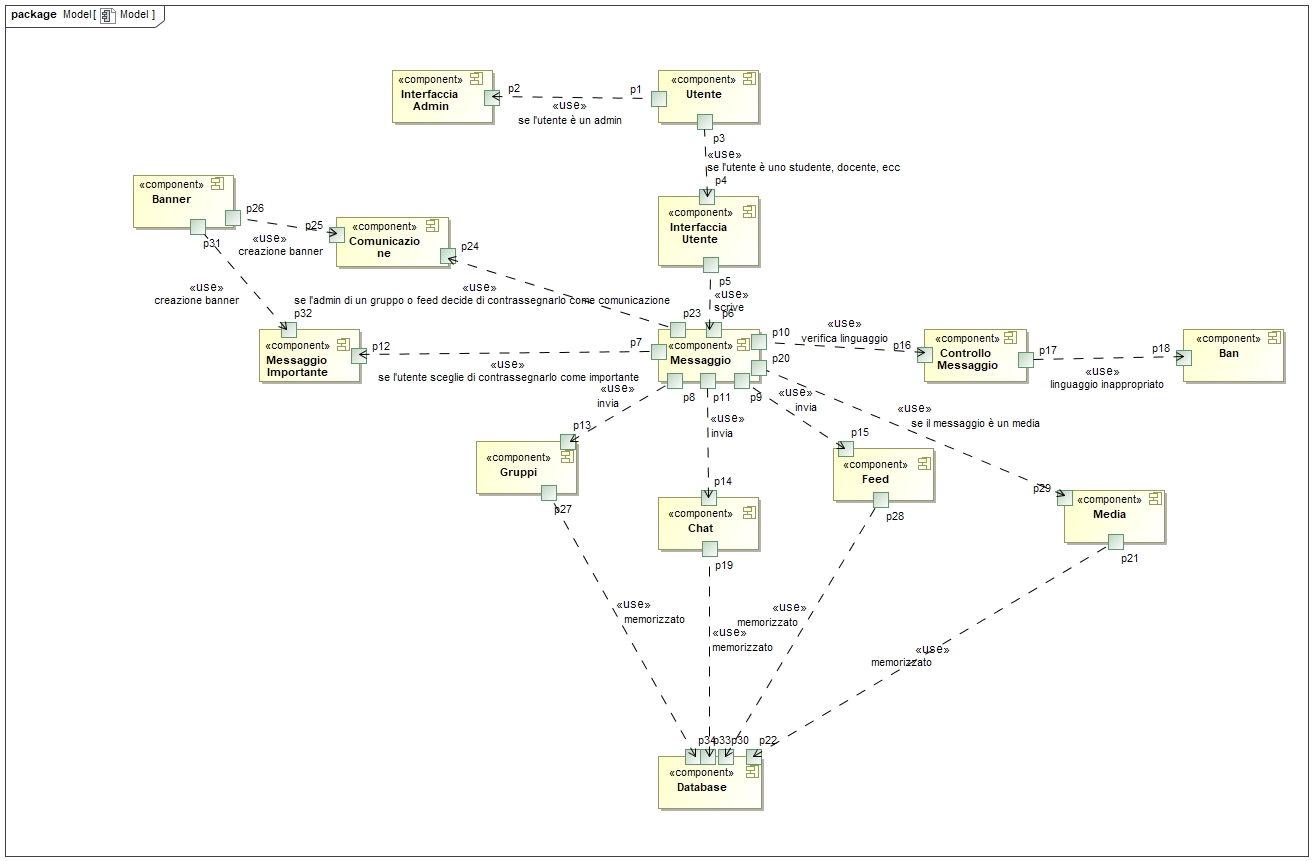 package Model[ Model ]
«component»
Interfaccia
Admin
p2
p1
«use»
se l'utente è un admin
«component»
Utente
p3
«use»
se l'utente è uno studente, docente, ecc
p4
«component»
Interfaccia
Utente
p5
«use»
scrive
p6
«component»
Banner
p26
p31
p25
«use»
creazione banner
«component»
Comunicazio
ne
p24
«use»
creazione banner
p32
«use»
se l'admin di un gruppo o feed decide di contrassegnarlo come comunicazione
p23
«component»
Messaggio
Importante
p12
p7
«use»
se l'utente sceglie di contrassegnarlo come importante
«component»
Messaggio
p10
p20
«use»
verifica linguaggio
p16
«component»
Controllo
Messaggio
p17
p18
«use»
linguaggio inappropriato
«component»
Ban
p8
p11
p9
«use»
invia
p13
«use»
invia
p14
«use»
invia
p15
«use»
se il messaggio è un media
p29
«component»
Gruppi
p27
«component»
Chat
p19
«component»
Feed
p28
«component»
Media
p21
«use»
memorizzato
«use»
memorizzato
«use»
memorizzato
«use»
memorizzato
p34
p33
p30
p22
«component»
Database